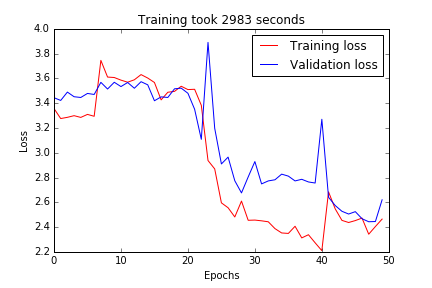 Training took 2983 seconds
4.0
3.8
3.6
3.4
3.2
3.0
2.8
2.6
2.4
2.2
Loss
Training loss
Validation loss
0 10 20 30 40 50
Epochs